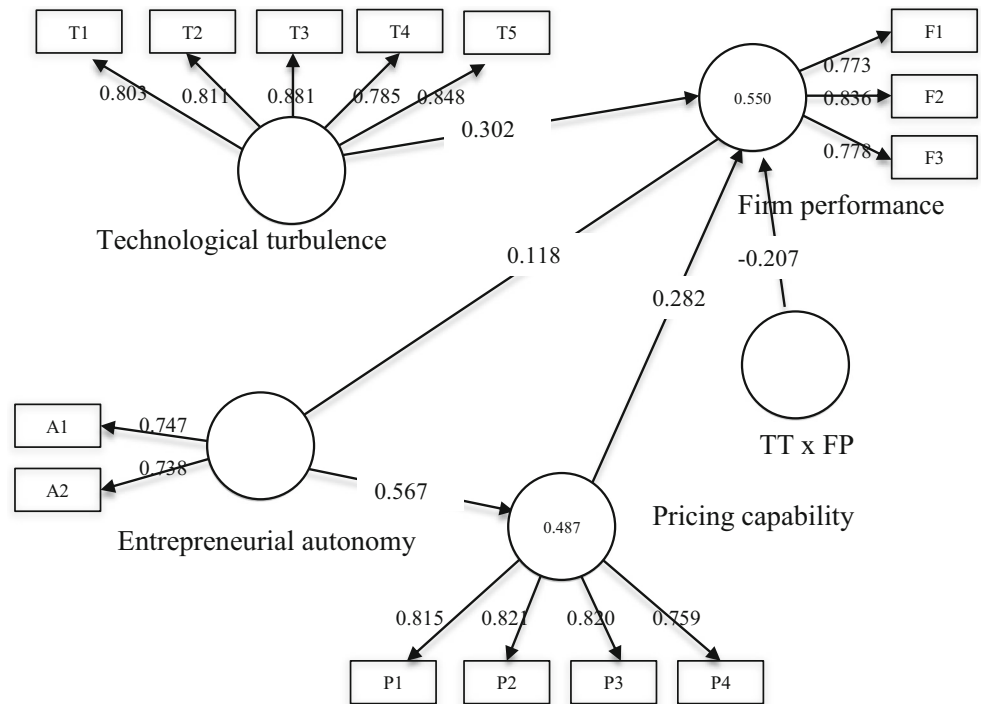 T1
T2
T3
T4
T5
F1
F2
F3
0.803
0.811
0.881
0.785
0.848
0.773
0.836
0.778
0.550
0.302
Technological turbulence
Firm performance
0.118
-0.207
0.282
A1
A2
0.747
0.738
TT x FP
0.567
Entrepreneurial autonomy
0.487
Pricing capability
0.815
0.821
0.820
0.759
P1
P2
P3
P4